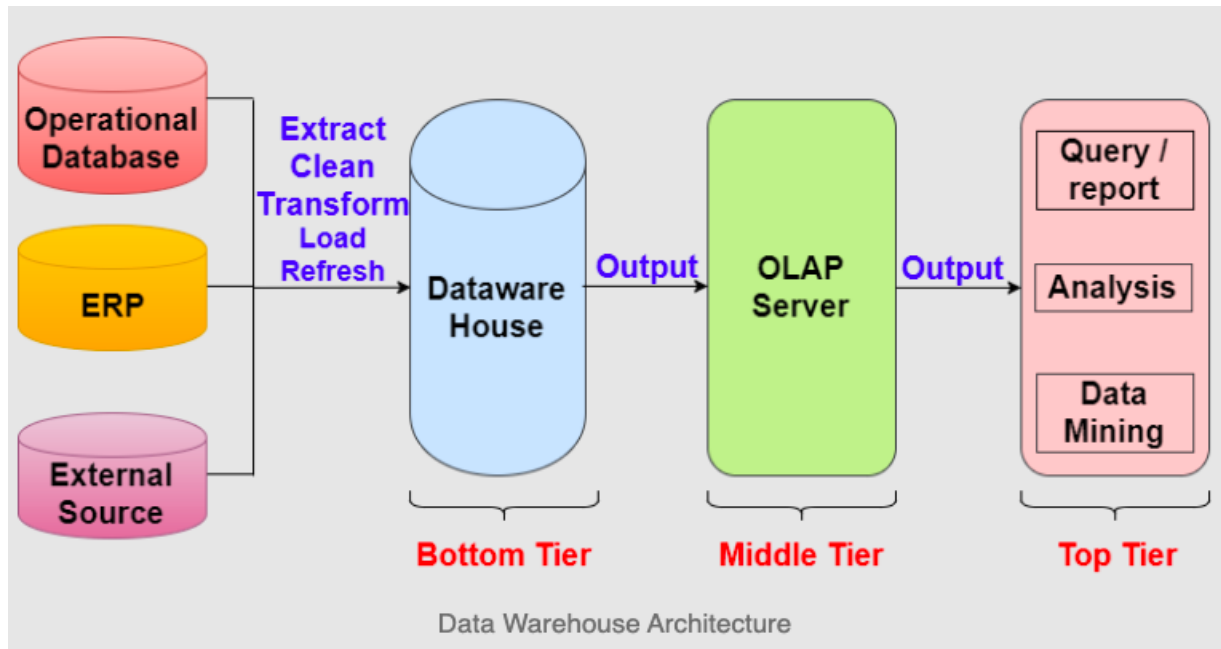 Operational
Database
ERP
External
Source
Extract
Clean
Transform
Load
Refresh
Dataware
House
Output
OLAP
Server
Output
Query /
report
Analysis
Data
Mining
Bottom Tier
Middle Tier
Top Tier
Data Warehouse Architecture